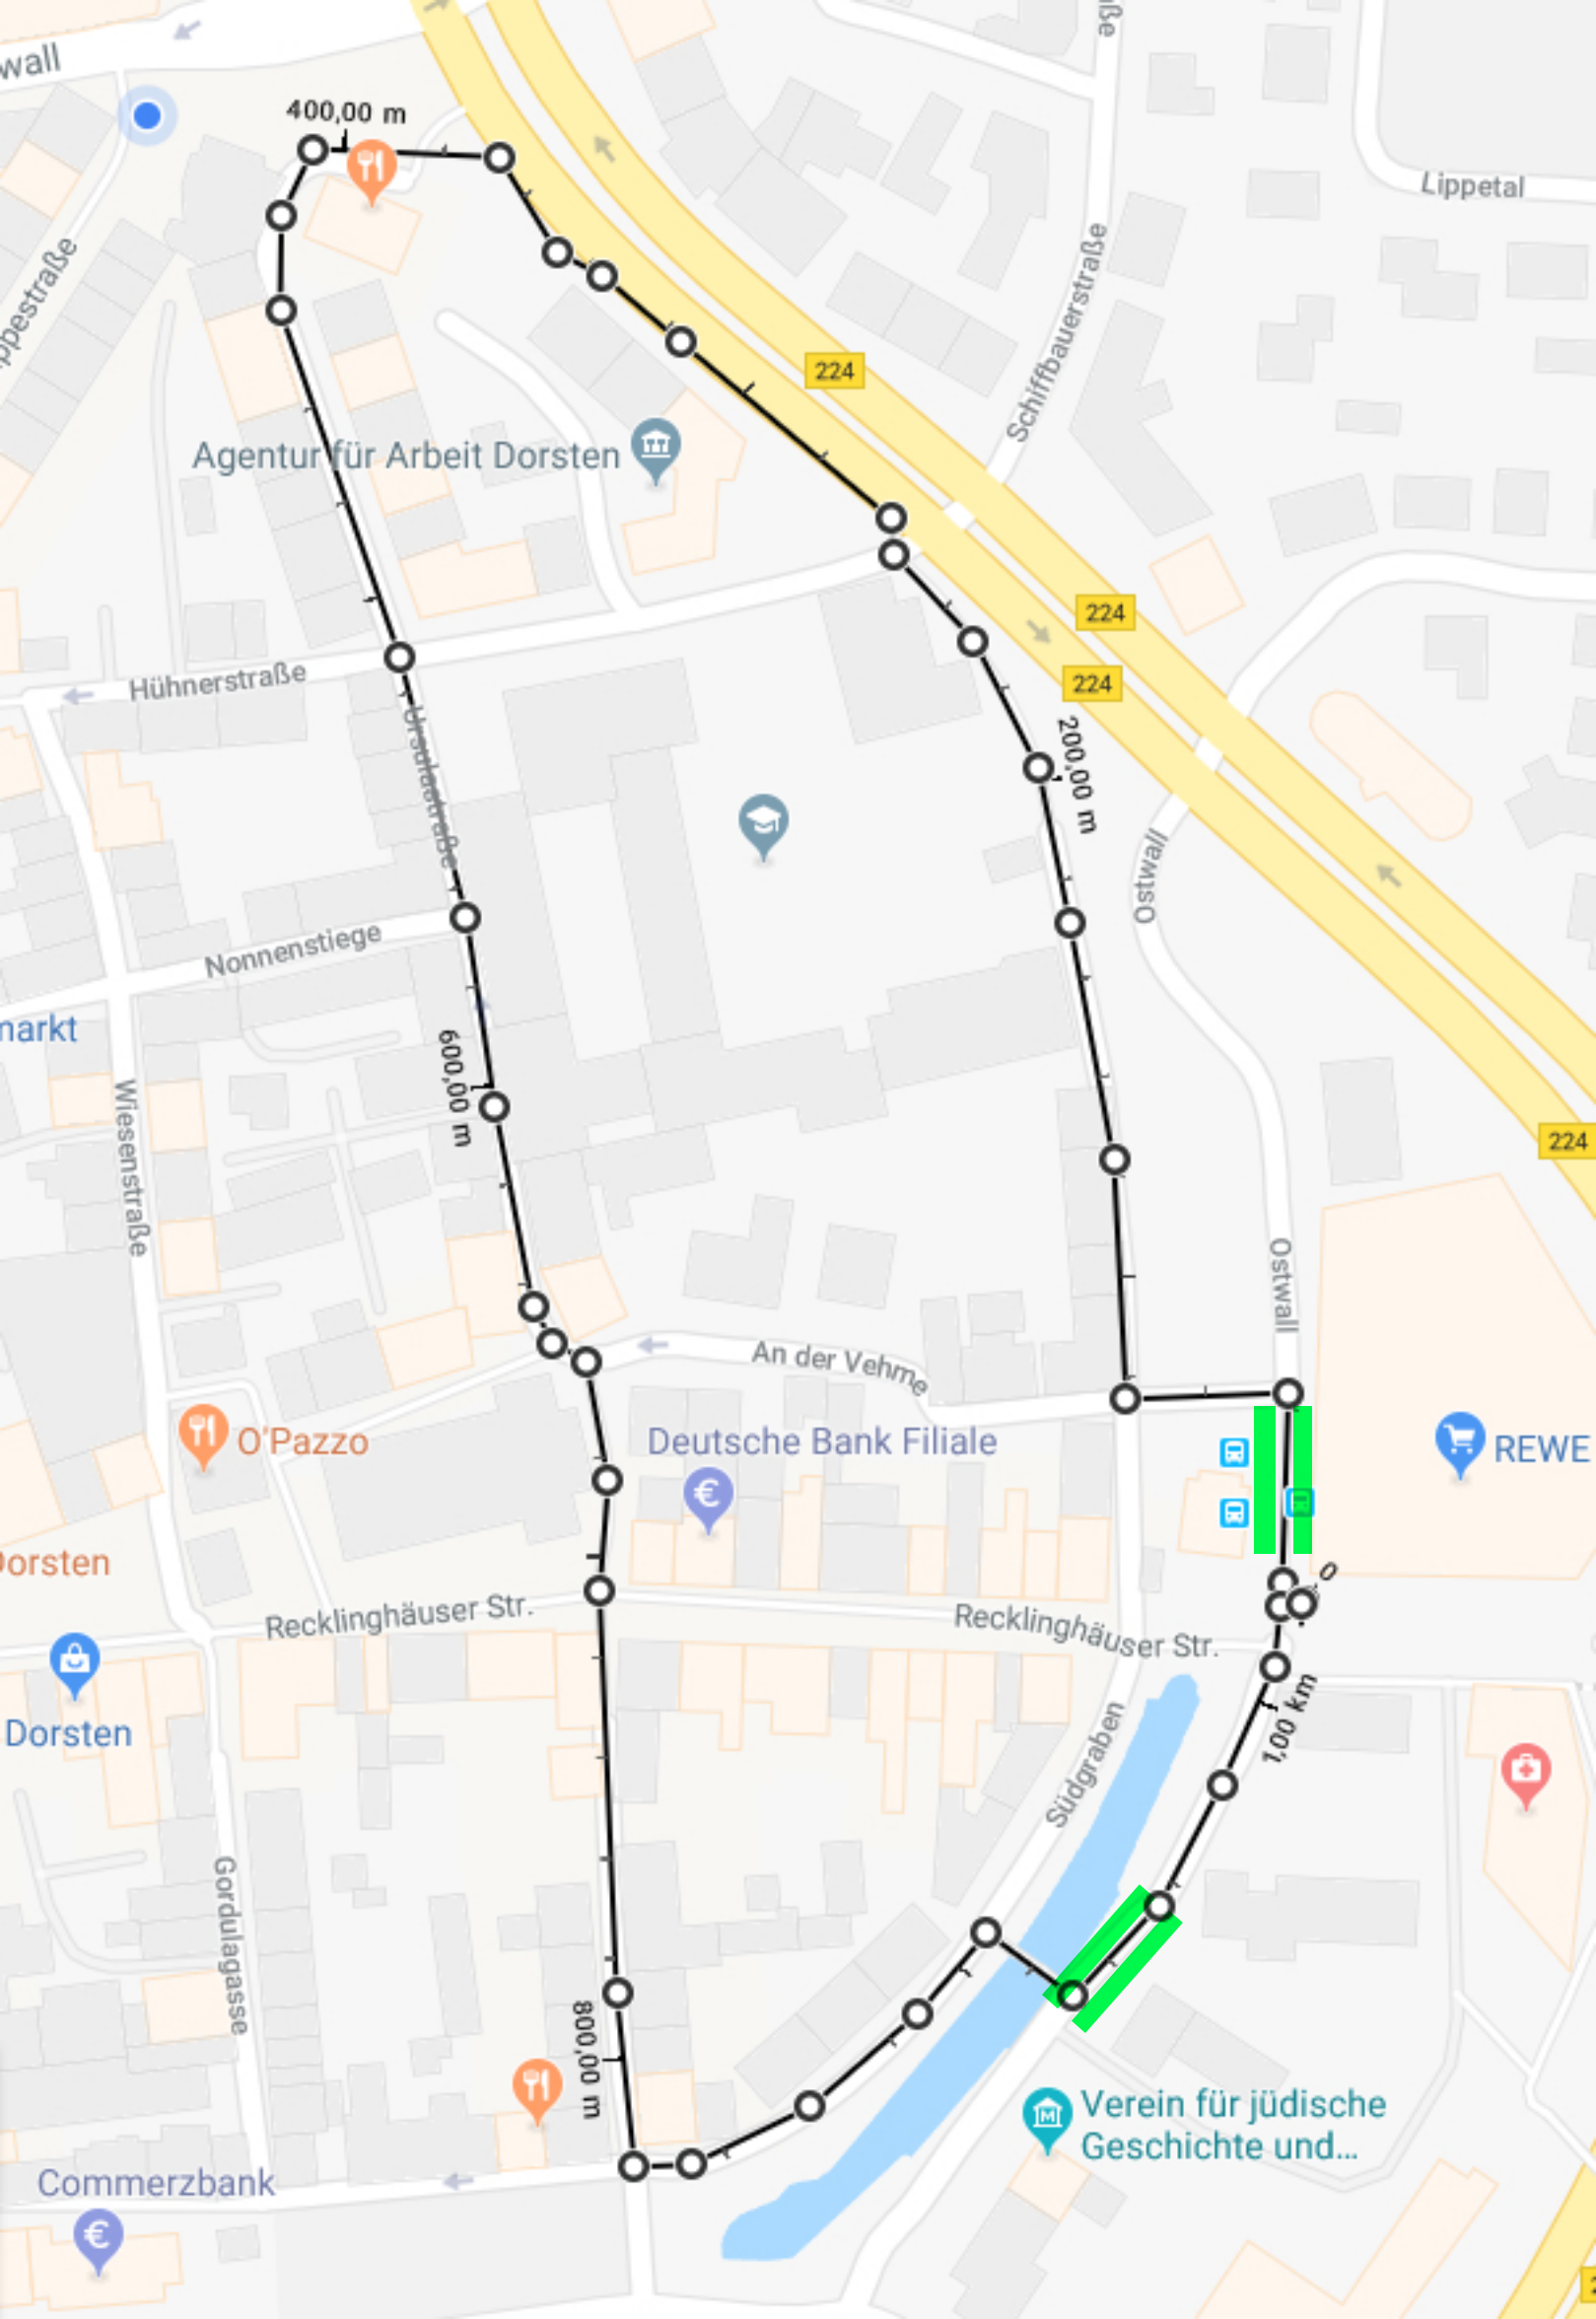 wall
400,00 m
Lippetal
Schiffbauerstraße
224
Agentur für Arbeit Dorsten
224
224
Hühnerstraße
Ursulastraße
200,00 m
Ostwall
Nonnenstiege
markt
600,00 m
Wiesenstraße
224
Ostwall
An der Vehme
O'Pazzo
Deutsche Bank Filiale
REWE
Dorsten
0
Recklinghäuser Str.
Recklinghäuser Str.
Dorsten
1,00 km
Südgraben
Gordulagasse
800,00 m
Verein für jüdische
Geschichte und...
Commerzbank